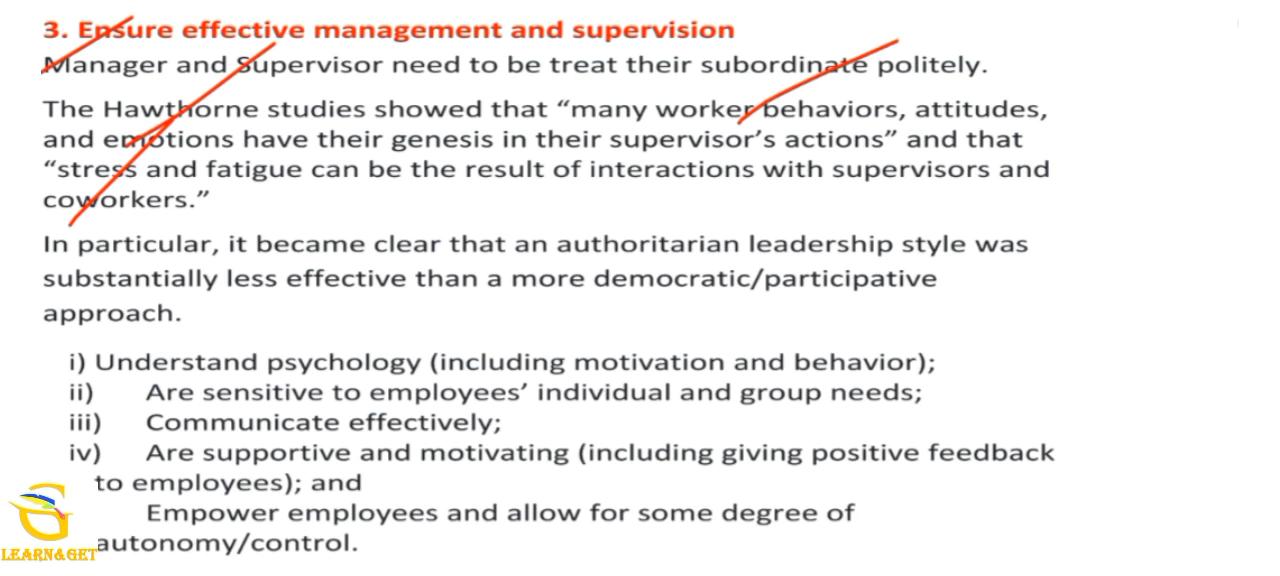 3. Ensure effective management and supervision
Manager and Supervisor need to be treat their subordinate politely.
The Hawthorne studies showed that “many worker behaviors, attitudes,
and emotions have their genesis in their supervisor’s actions” and that
“stress and fatigue can be the result of interactions with supervisors and
coworkers.”
In particular, it became clear that an authoritarian leadership style was
substantially less effective than a more democratic/participative
approach.
i) Understand psychology (including motivation and behavior);
ii) Are sensitive to employees’ individual and group needs;
iii) Communicate effectively;
iv) Are supportive and motivating (including giving positive feedback
to employees); and
Empower employees and allow for some degree of
autonomy/control.
LEARN&GET